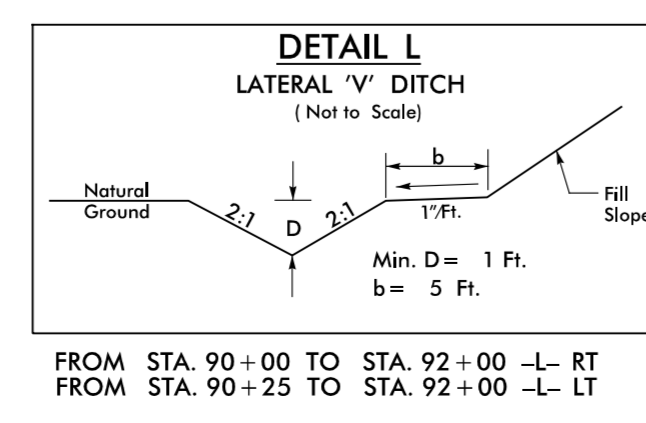 DETAIL L
LATERAL 'V' DITCH
( Not to Scale)
b
Natural
Ground
2:1
D
2:1
1"/Ft.
Fill
Slope
Min. D = 1 Ft.
b = 5 Ft.
FROM STA. 90+00 TO STA. 92+00 -L- RT
FROM STA. 90+25 TO STA. 92+00 -L- LT